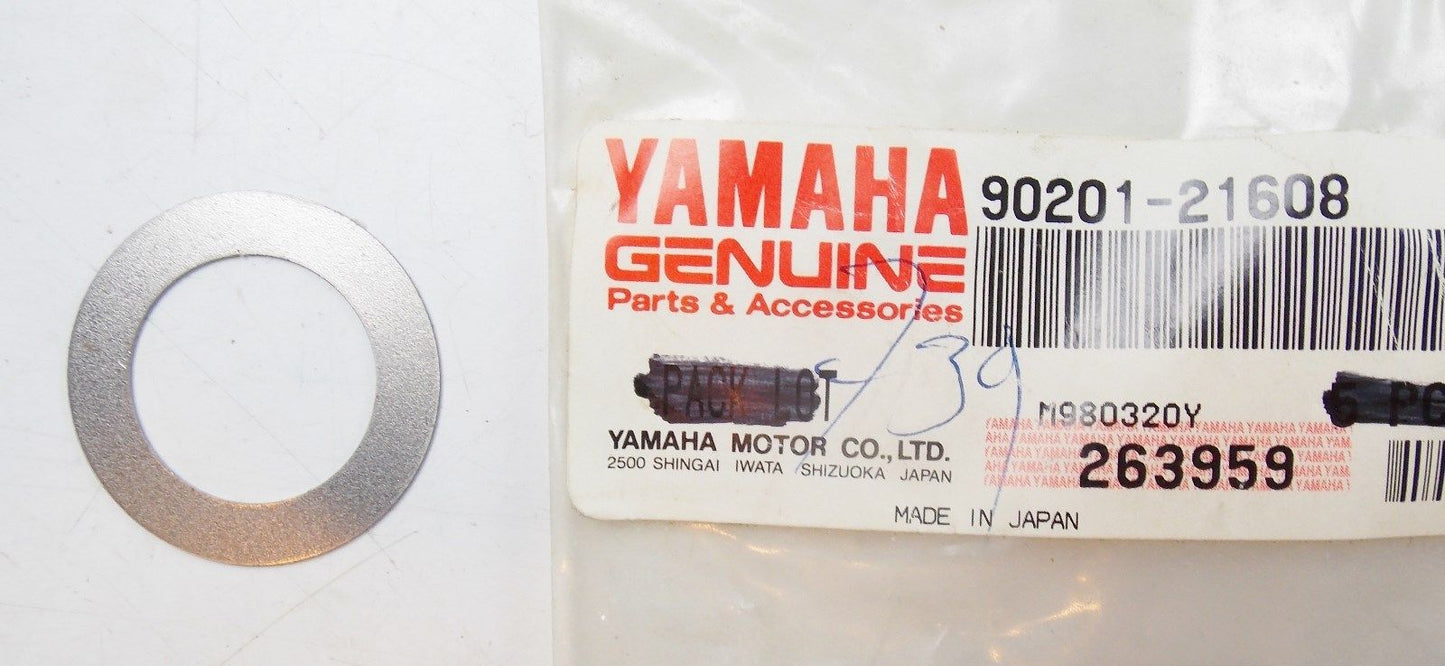 YAMAHA 90201-21608
GENUINE
Parts & Accessories
739
PACK LOT
M980320Y
YAMAHA MOTOR CO., LTD.
263959
2500 SHINGAI IWATA SHIZUOKA JAPAN
MADE IN JAPAN